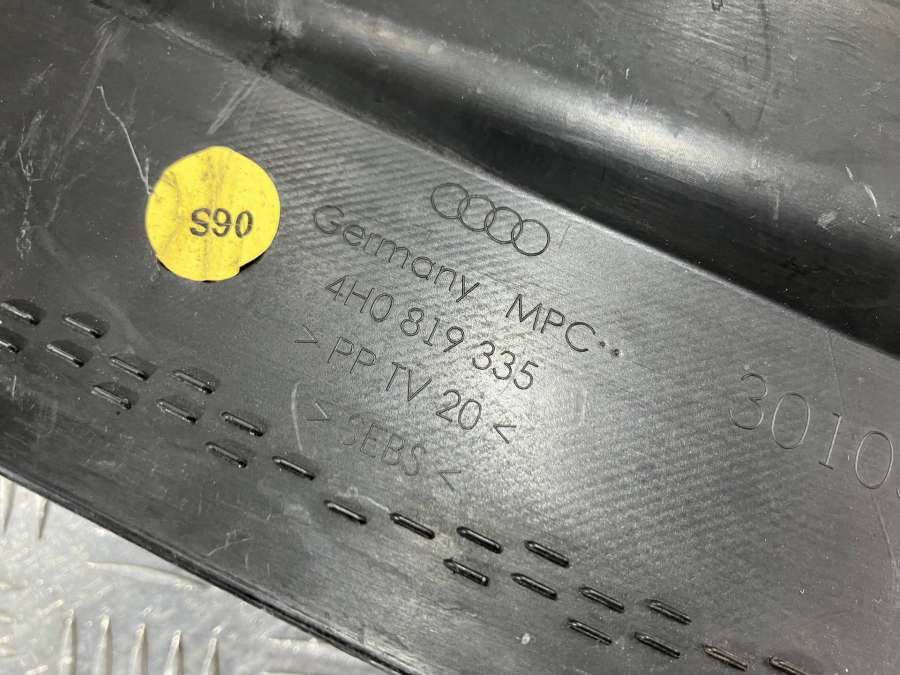 S90
Germany MPC
4H0 819 335
> PP TV 20 <
> SEBS <
3010